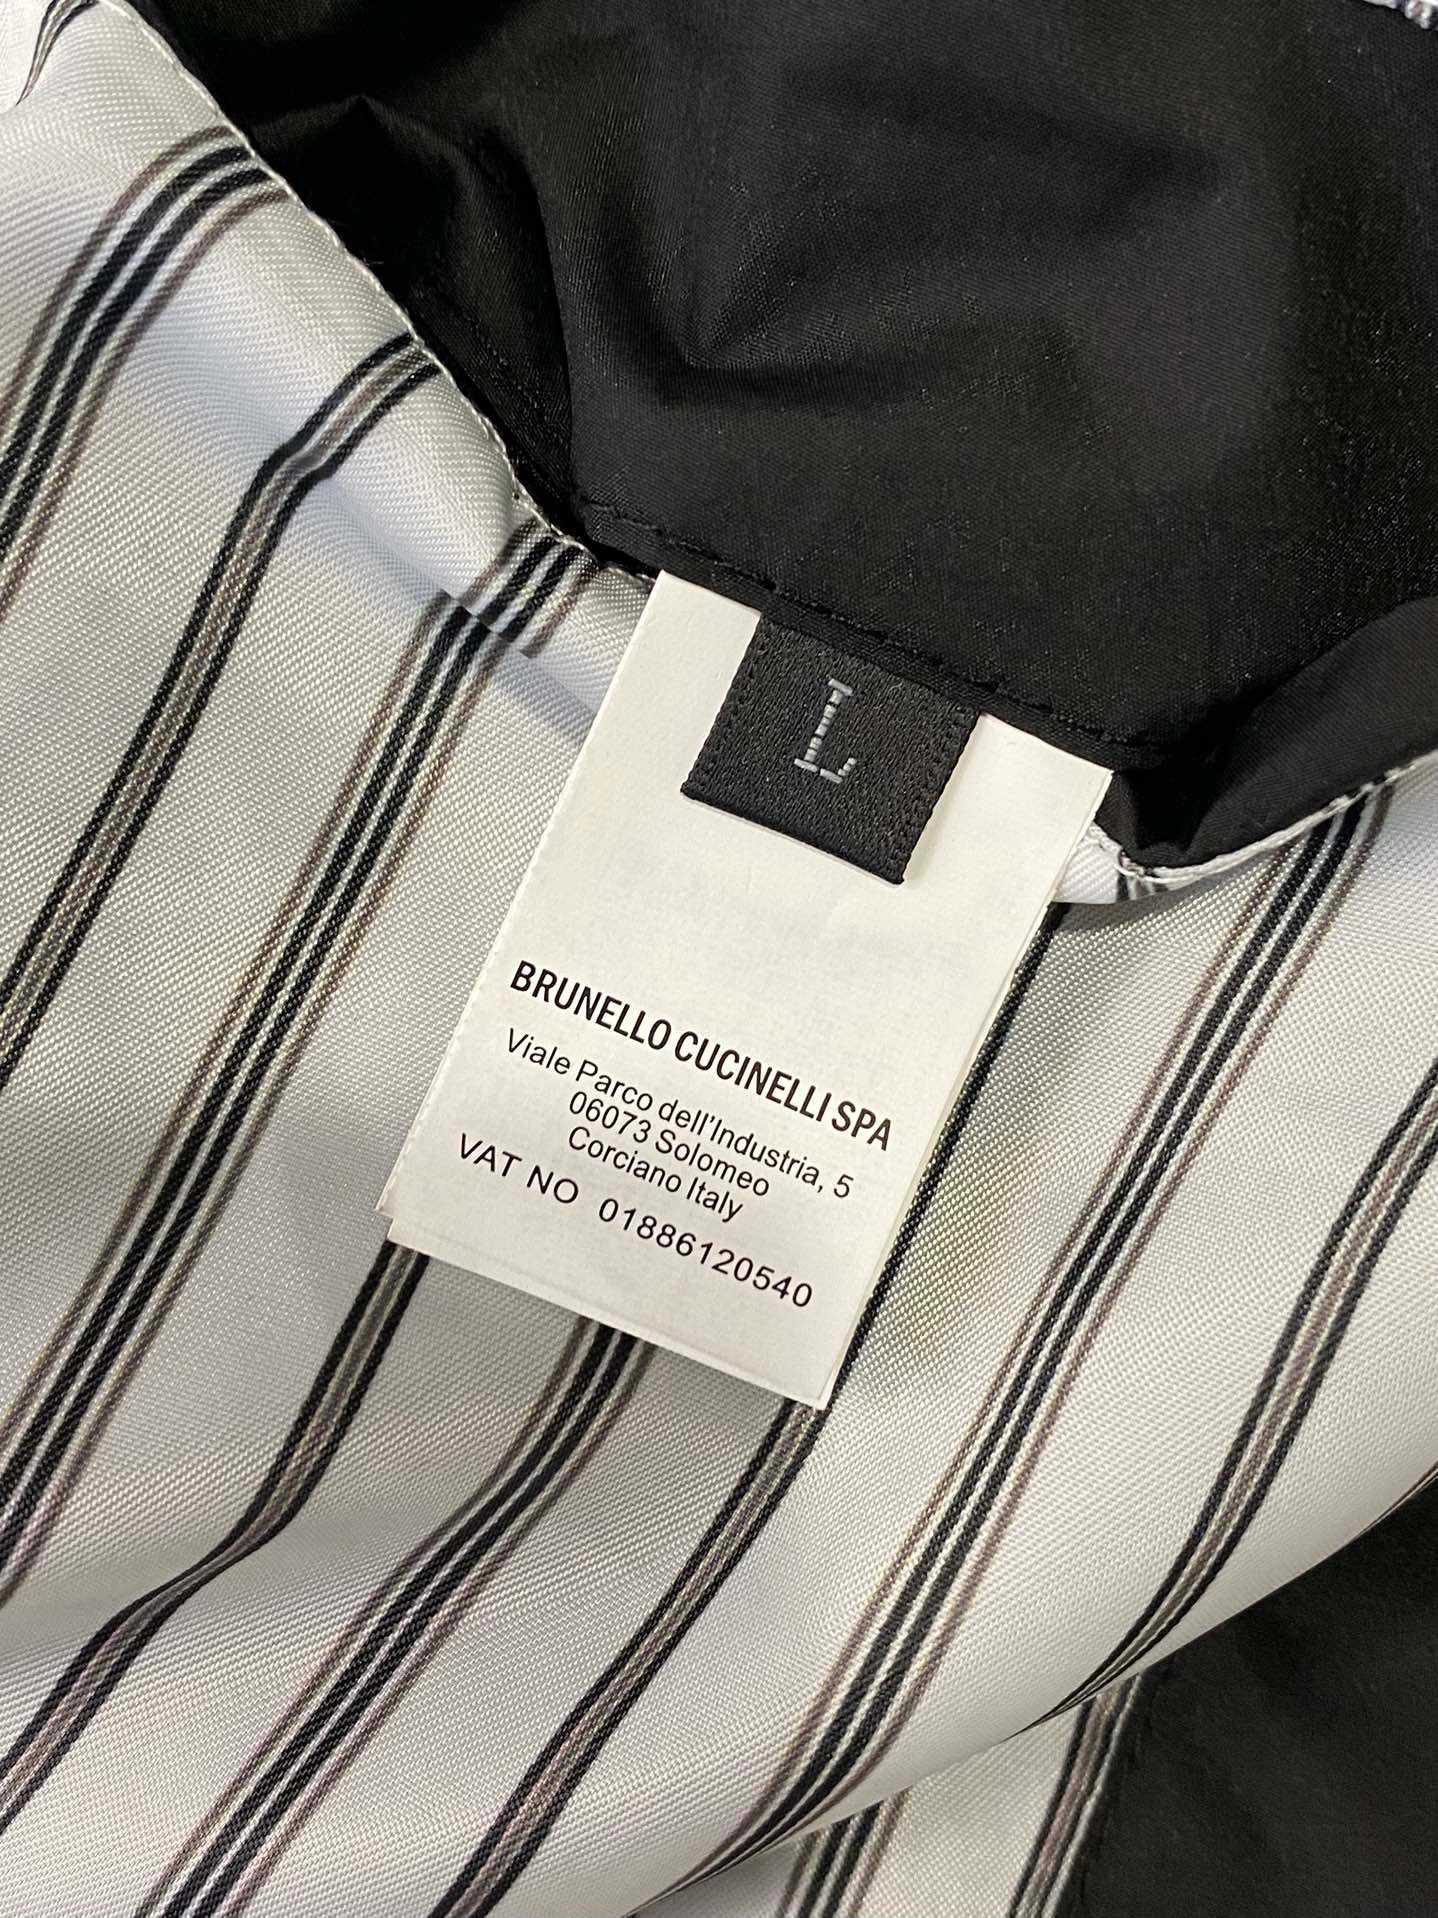 L
BRUNELLO CUCINELLI SPA
Viale Parco dell'Industria, 5
06073 Solomeo
Corciano Italy
VAT NO 01886120540